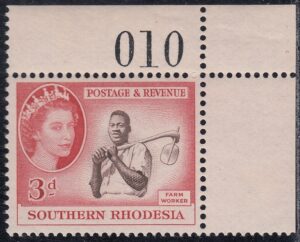 010
POSTAGE & REVENUE
3d
FARM
WORKER
SOUTHERN RHODESIA